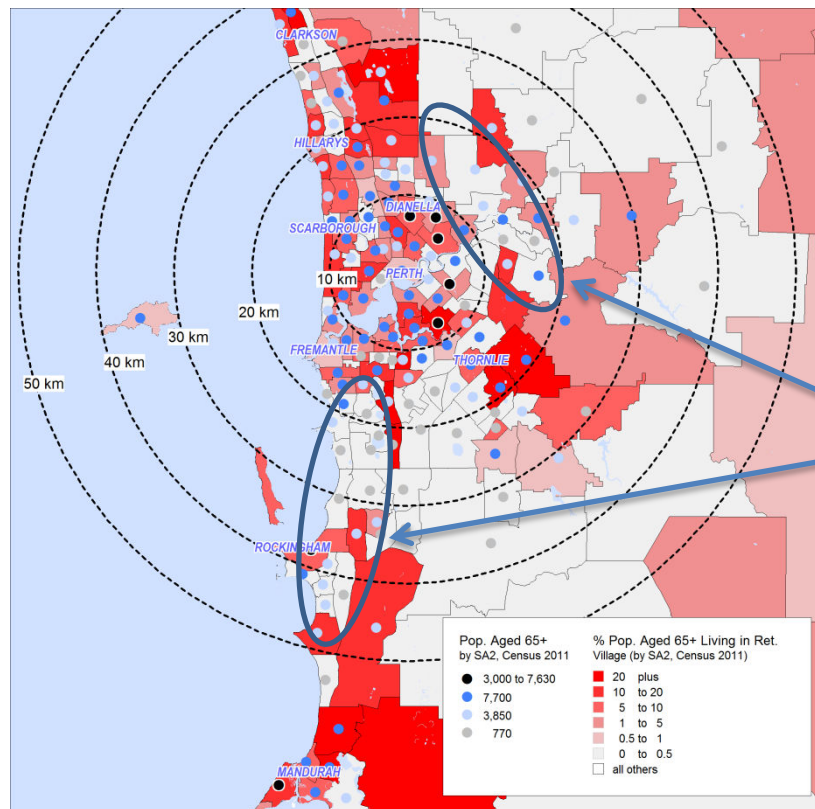 CLARKSON
HILLARYS
DIANELLA
SCARBOROUGH
PERTH
10 km
20 km
30 km
FREMANTLE
THORNLIE
40 km
50 km
ROCKINGHAM
MANDURAH
Pop. Aged 65+
by SA2, Census 2011
3,000 to 7,630
7,700
3,850
770
% Pop. Aged 65+ Living in Ret.
Village (by SA2, Census 2011)
20 plus
10 to 20
5 to 10
1 to 5
0.5 to 1
0 to 0.5
all others